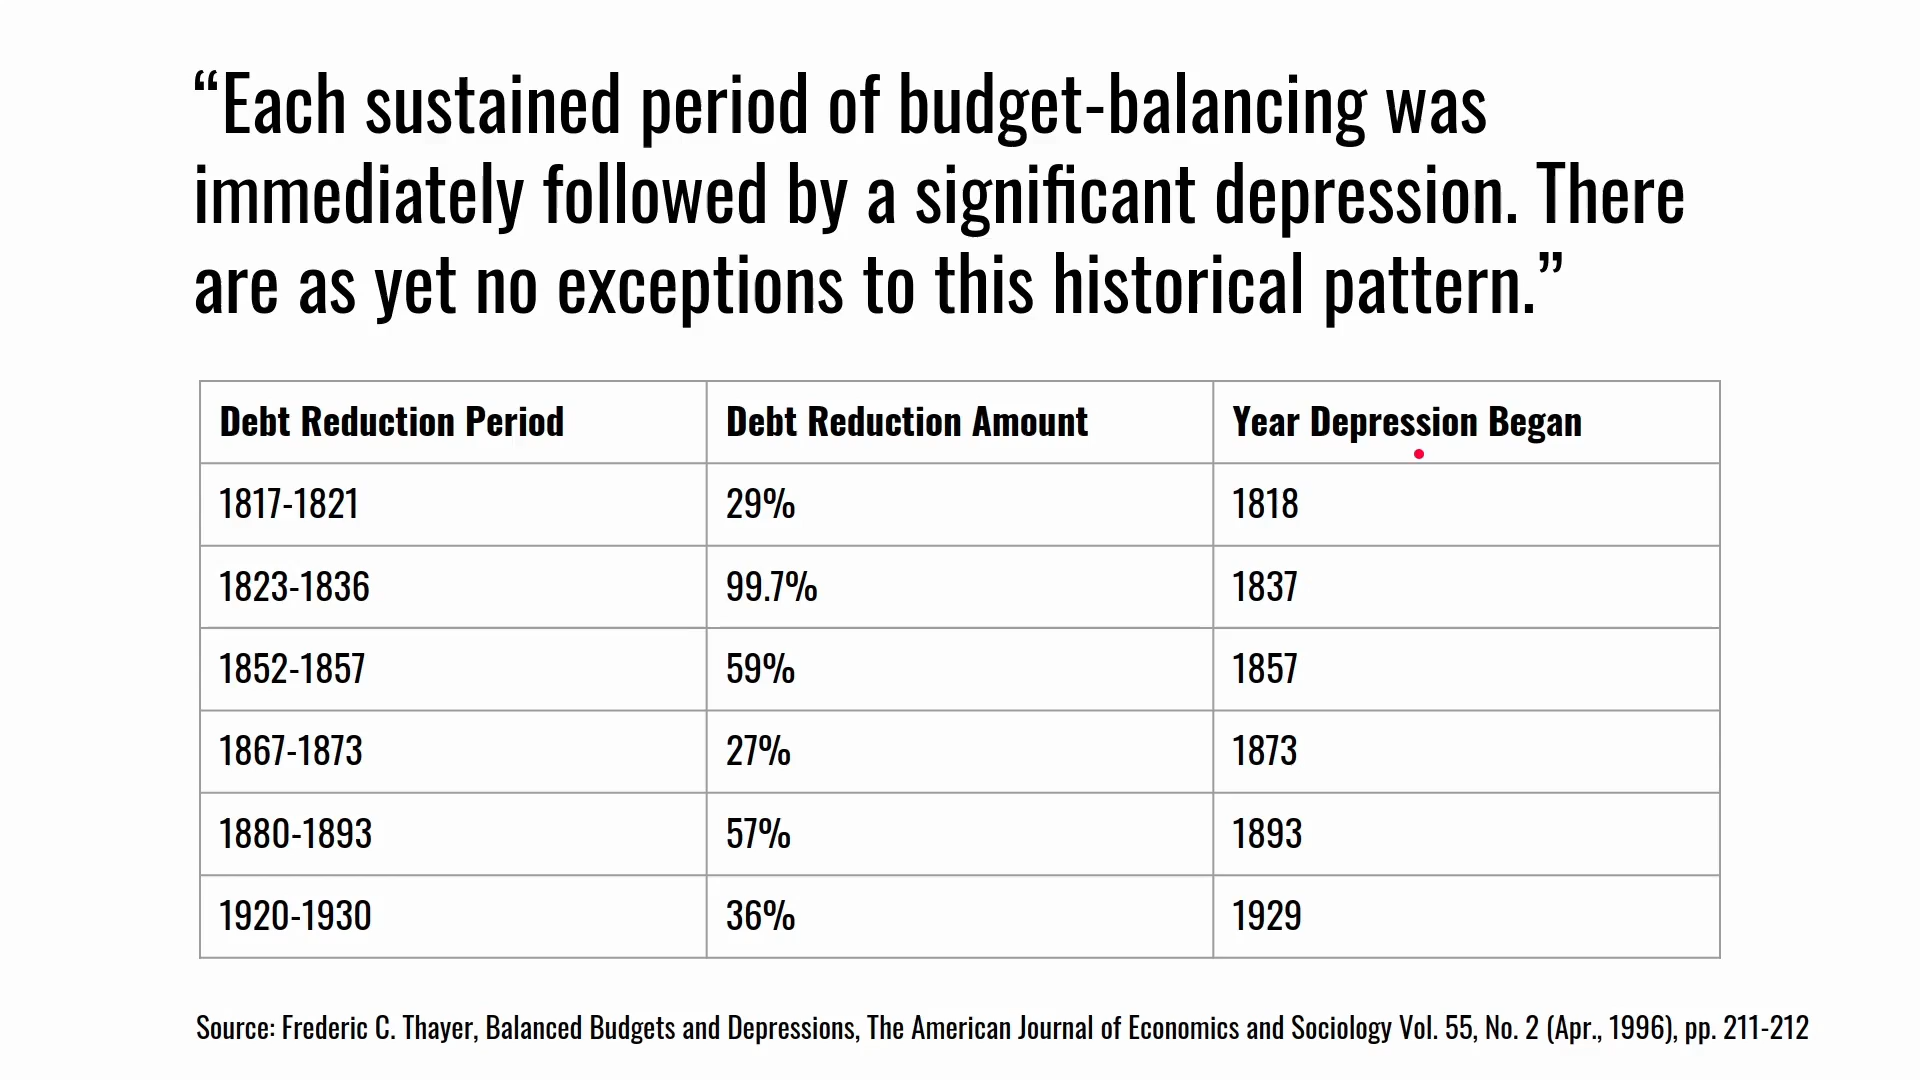 “Each sustained period of budget-balancing was
immediately followed by a significant depression. There
are as yet no exceptions to this historical pattern.”
Debt Reduction Period Debt Reduction Amount Year Depression Began
1817-1821 29% 1818
1823-1836 99.7% 1837
1852-1857 59% 1857
1867-1873 27% 1873
1880-1893 57% 1893
1920-1930 36% 1929
Source: Frederic C. Thayer, Balanced Budgets and Depressions, The American Journal of Economics and Sociology Vol. 55, No. 2 (Apr., 1996), pp. 211-212